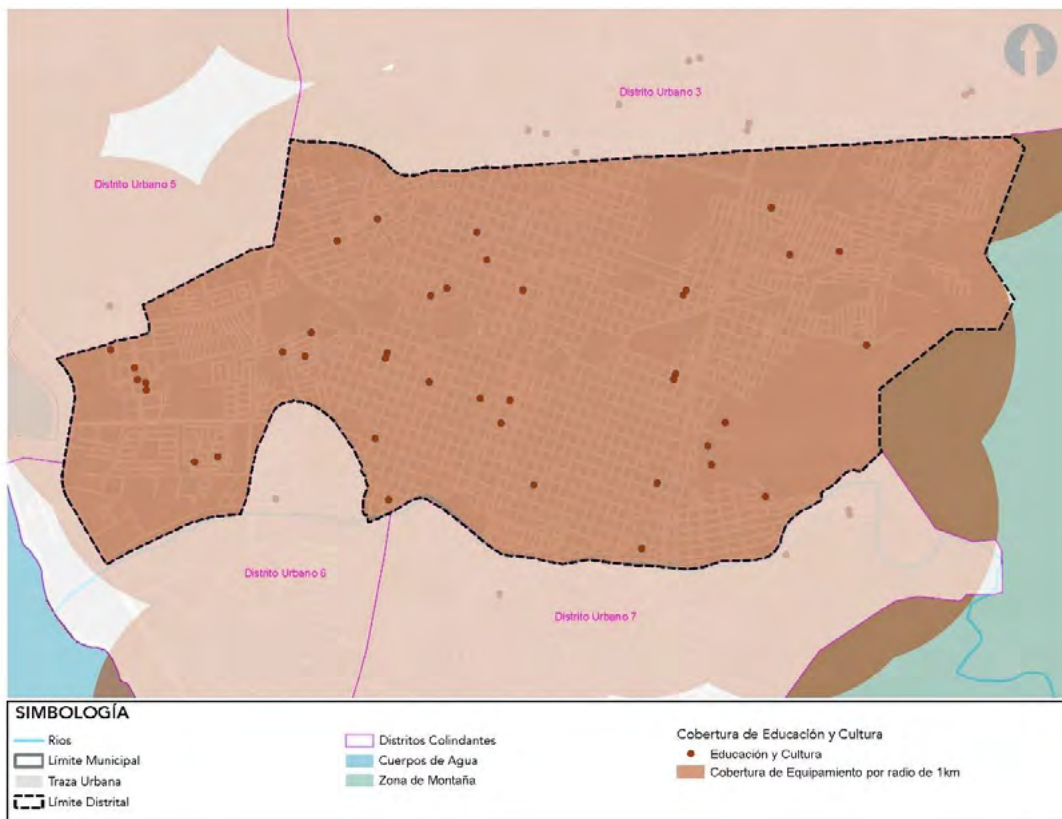 Distrito Urbano 3
Distrito Urbano 5
Distrito Urbano 6
Distrito Urbano 7
SIMBOLOGÍA
Rios
Límite Municipal
Traza Urbana
Límite Distrital
Distritos Colindantes
Cuerpos de Agua
Zona de Montaña
Cobertura de Educación y Cultura
Educación y Cultura
Cobertura de Equipamiento por radio de 1km